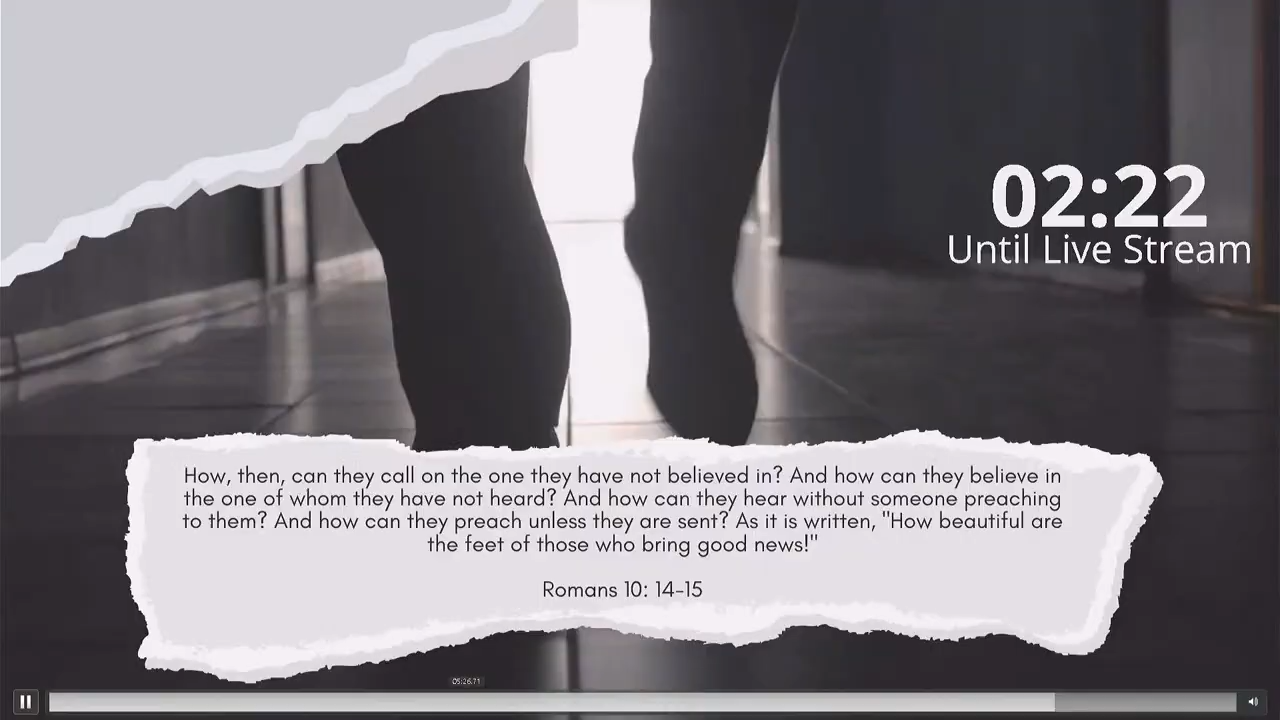 02:22
Until Live Stream
How, then, can they call on the one they have not believed in? And how can they believe in
the one of whom they have not heard? And how can they hear without someone preaching
to them? And how can they preach unless they are sent? As it is written, "How beautiful are
the feet of those who bring good news!"
Romans 10: 14-15
05:26.71